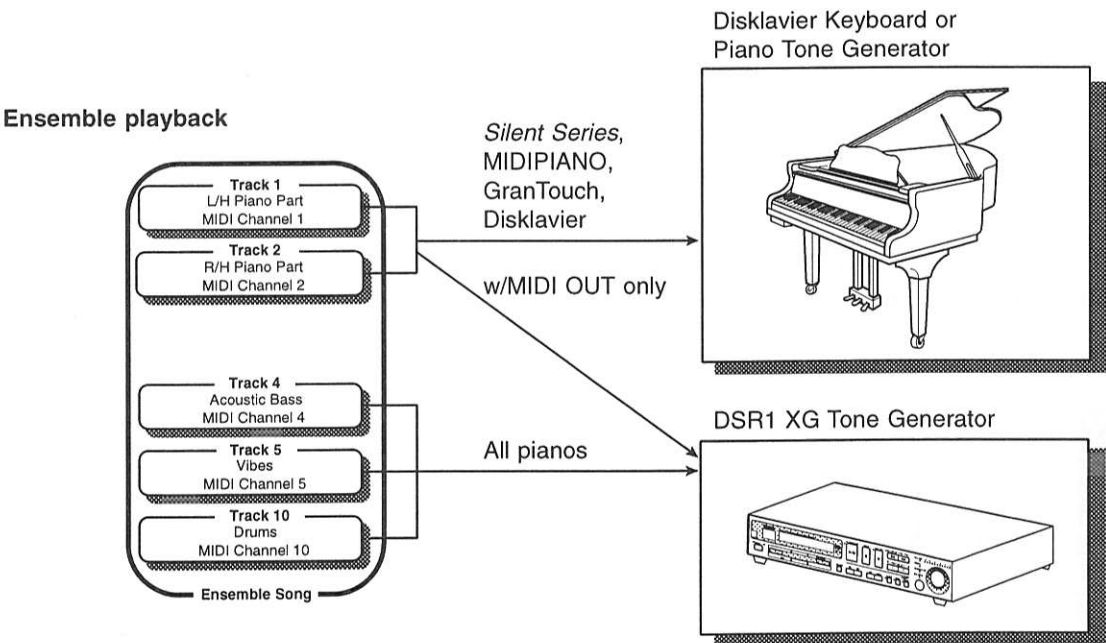 Disklavier Keyboard or
Piano Tone Generator
Ensemble playback
Silent Series,
MIDIPIANO,
GranTouch,
Disklavier
w/MIDI OUT only
Track 1
L/H Piano Part
MIDI Channel 1
Track 2
R/H Piano Part
MIDI Channel 2
Track 4
Acoustic Bass
MIDI Channel 4
Track 5
Vibes
MIDI Channel 5
Track 10
Drums
MIDI Channel 10
Ensemble Song
All pianos
DSR1 XG Tone Generator